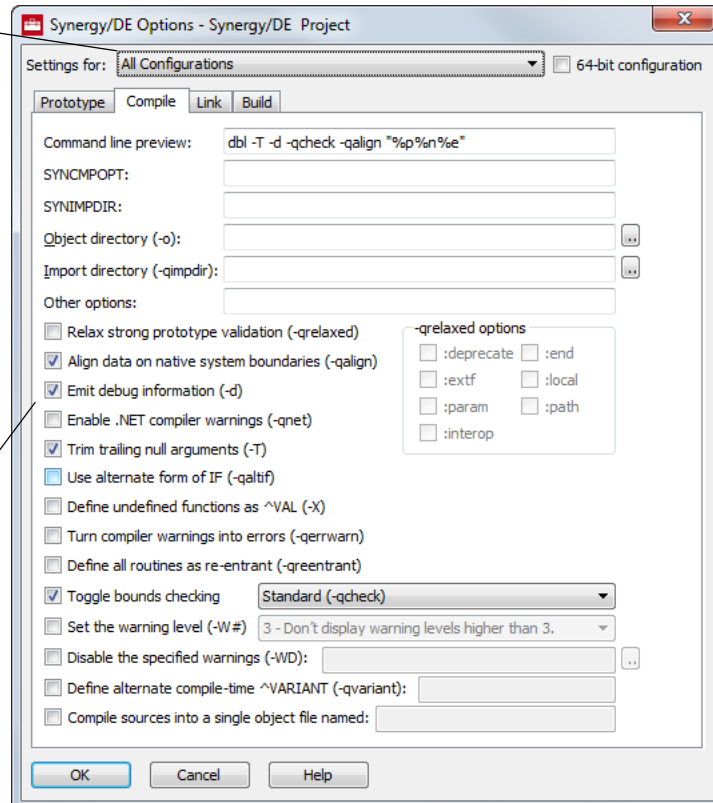 Synergy/DE Options - Synergy/DE Project
Settings for: All Configurations 64-bit configuration
Prototype Compile Link Build
Command line preview: dbl -T -d -qcheck -qalign "%p%n%e"
SYNCMPOPT:
SYNIMPDIR:
Object directory (-o): ..
Import directory (-qimpdir): ..
Other options:
Relax strong prototype validation (-qrelaxed)
-qrelaxed options
Align data on native system boundaries (-qalign)
:deprecate :end
Emit debug information (-d)
:extf :local
Enable .NET compiler warnings (-qnet)
:param :path
Trim trailing null arguments (-T)
:interop
Use alternate form of IF (-qaltif)
Define undefined functions as ^VAL (-X)
Turn compiler warnings into errors (-qerrwarn)
Define all routines as re-entrant (-qreentrant)
Toggle bounds checking Standard (-qcheck)
Set the warning level (-W#) 3 - Don't display warning levels higher than 3.
Disable the specified warnings (-WD): ..
Define alternate compile-time ^VARIANT (-qvariant):
Compile sources into a single object file named:
OK Cancel Help